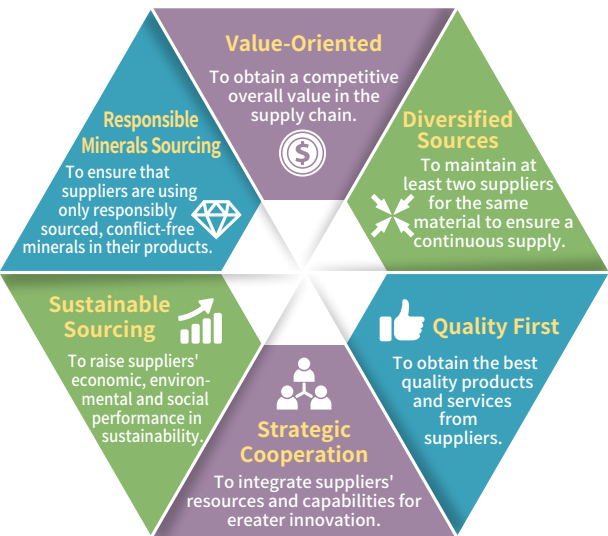 Value-Oriented
To obtain a competitive
overall value in the
supply chain.
$
Diversified
Sources
To maintain at
least two suppliers
for the same
material to ensure a
continuous supply.
Quality First
To obtain the best
quality products
and services
from
suppliers.
Strategic
Cooperation
To integrate suppliers'
resources and capabilities for
ereater innovation.
Sustainable
Sourcing
To raise suppliers'
economic, environ-
mental and social
performance in
sustainability.
Responsible
Minerals Sourcing
To ensure that
suppliers are using
only responsibly
sourced, conflict-free
minerals in their products.